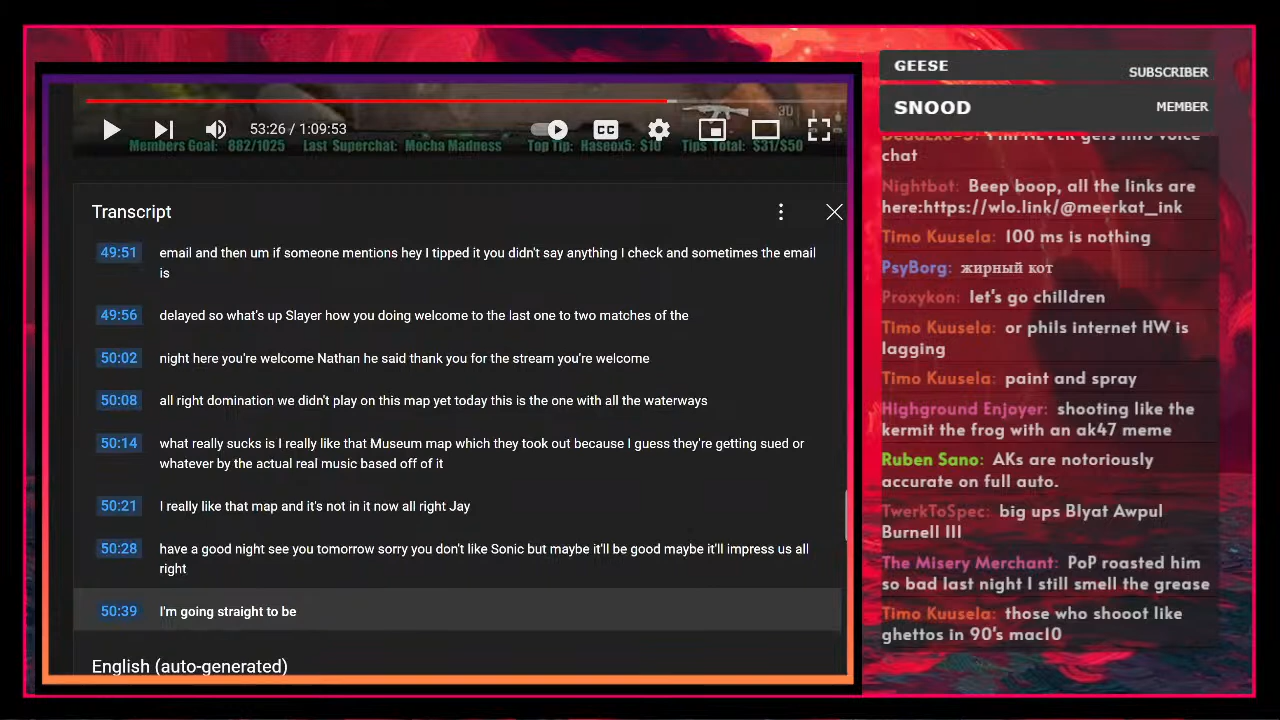 GEESE
SUBSCRIBER
SNOOD
MEMBER
53:26 / 1:09:53
CC
3D
Members Goal: 882/1025 Last Superchat: Mocha Madness Top Tip: Haseox5: $10 Tips Total: $31/$50
Transcript
49:51 email and then um if someone mentions hey I tipped it you didn't say anything I check and sometimes the email
is
49:56 delayed so what's up Slayer how you doing welcome to the last one to two matches of the
50:02 night here you're welcome Nathan he said thank you for the stream you're welcome
50:08 all right domination we didn't play on this map yet today this is the one with all the waterways
50:14 what really sucks is I really like that Museum map which they took out because I guess they're getting sued or
whatever by the actual real music based off of it
50:21 I really like that map and it's not in it now all right Jay
50:28 have a good night see you tomorrow sorry you don't like Sonic but maybe it'll be good maybe it'll impress us all
right
50:39 I'm going straight to be
English (auto-generated)
gets into voice
chat
Nightbot: Beep boop, all the links are
here:https://wlo.link/@meerkat_ink
Timo Kuusela: 100 ms is nothing
PsyBorg: жирный кот
Proxykon: let's go chilldren
Timo Kuusela: or phils internet HW is
lagging
Timo Kuusela: paint and spray
Highground Enjoyer: shooting like the
kermit the frog with an ak47 meme
Ruben Sano: AKs are notoriously
accurate on full auto.
TwerkToSpec: big ups Blyat Awpul
Burnell III
The Misery Merchant: PoP roasted him
so bad last night I still smell the grease
Timo Kuusela: those who shooot like
ghettos in 90's mac10